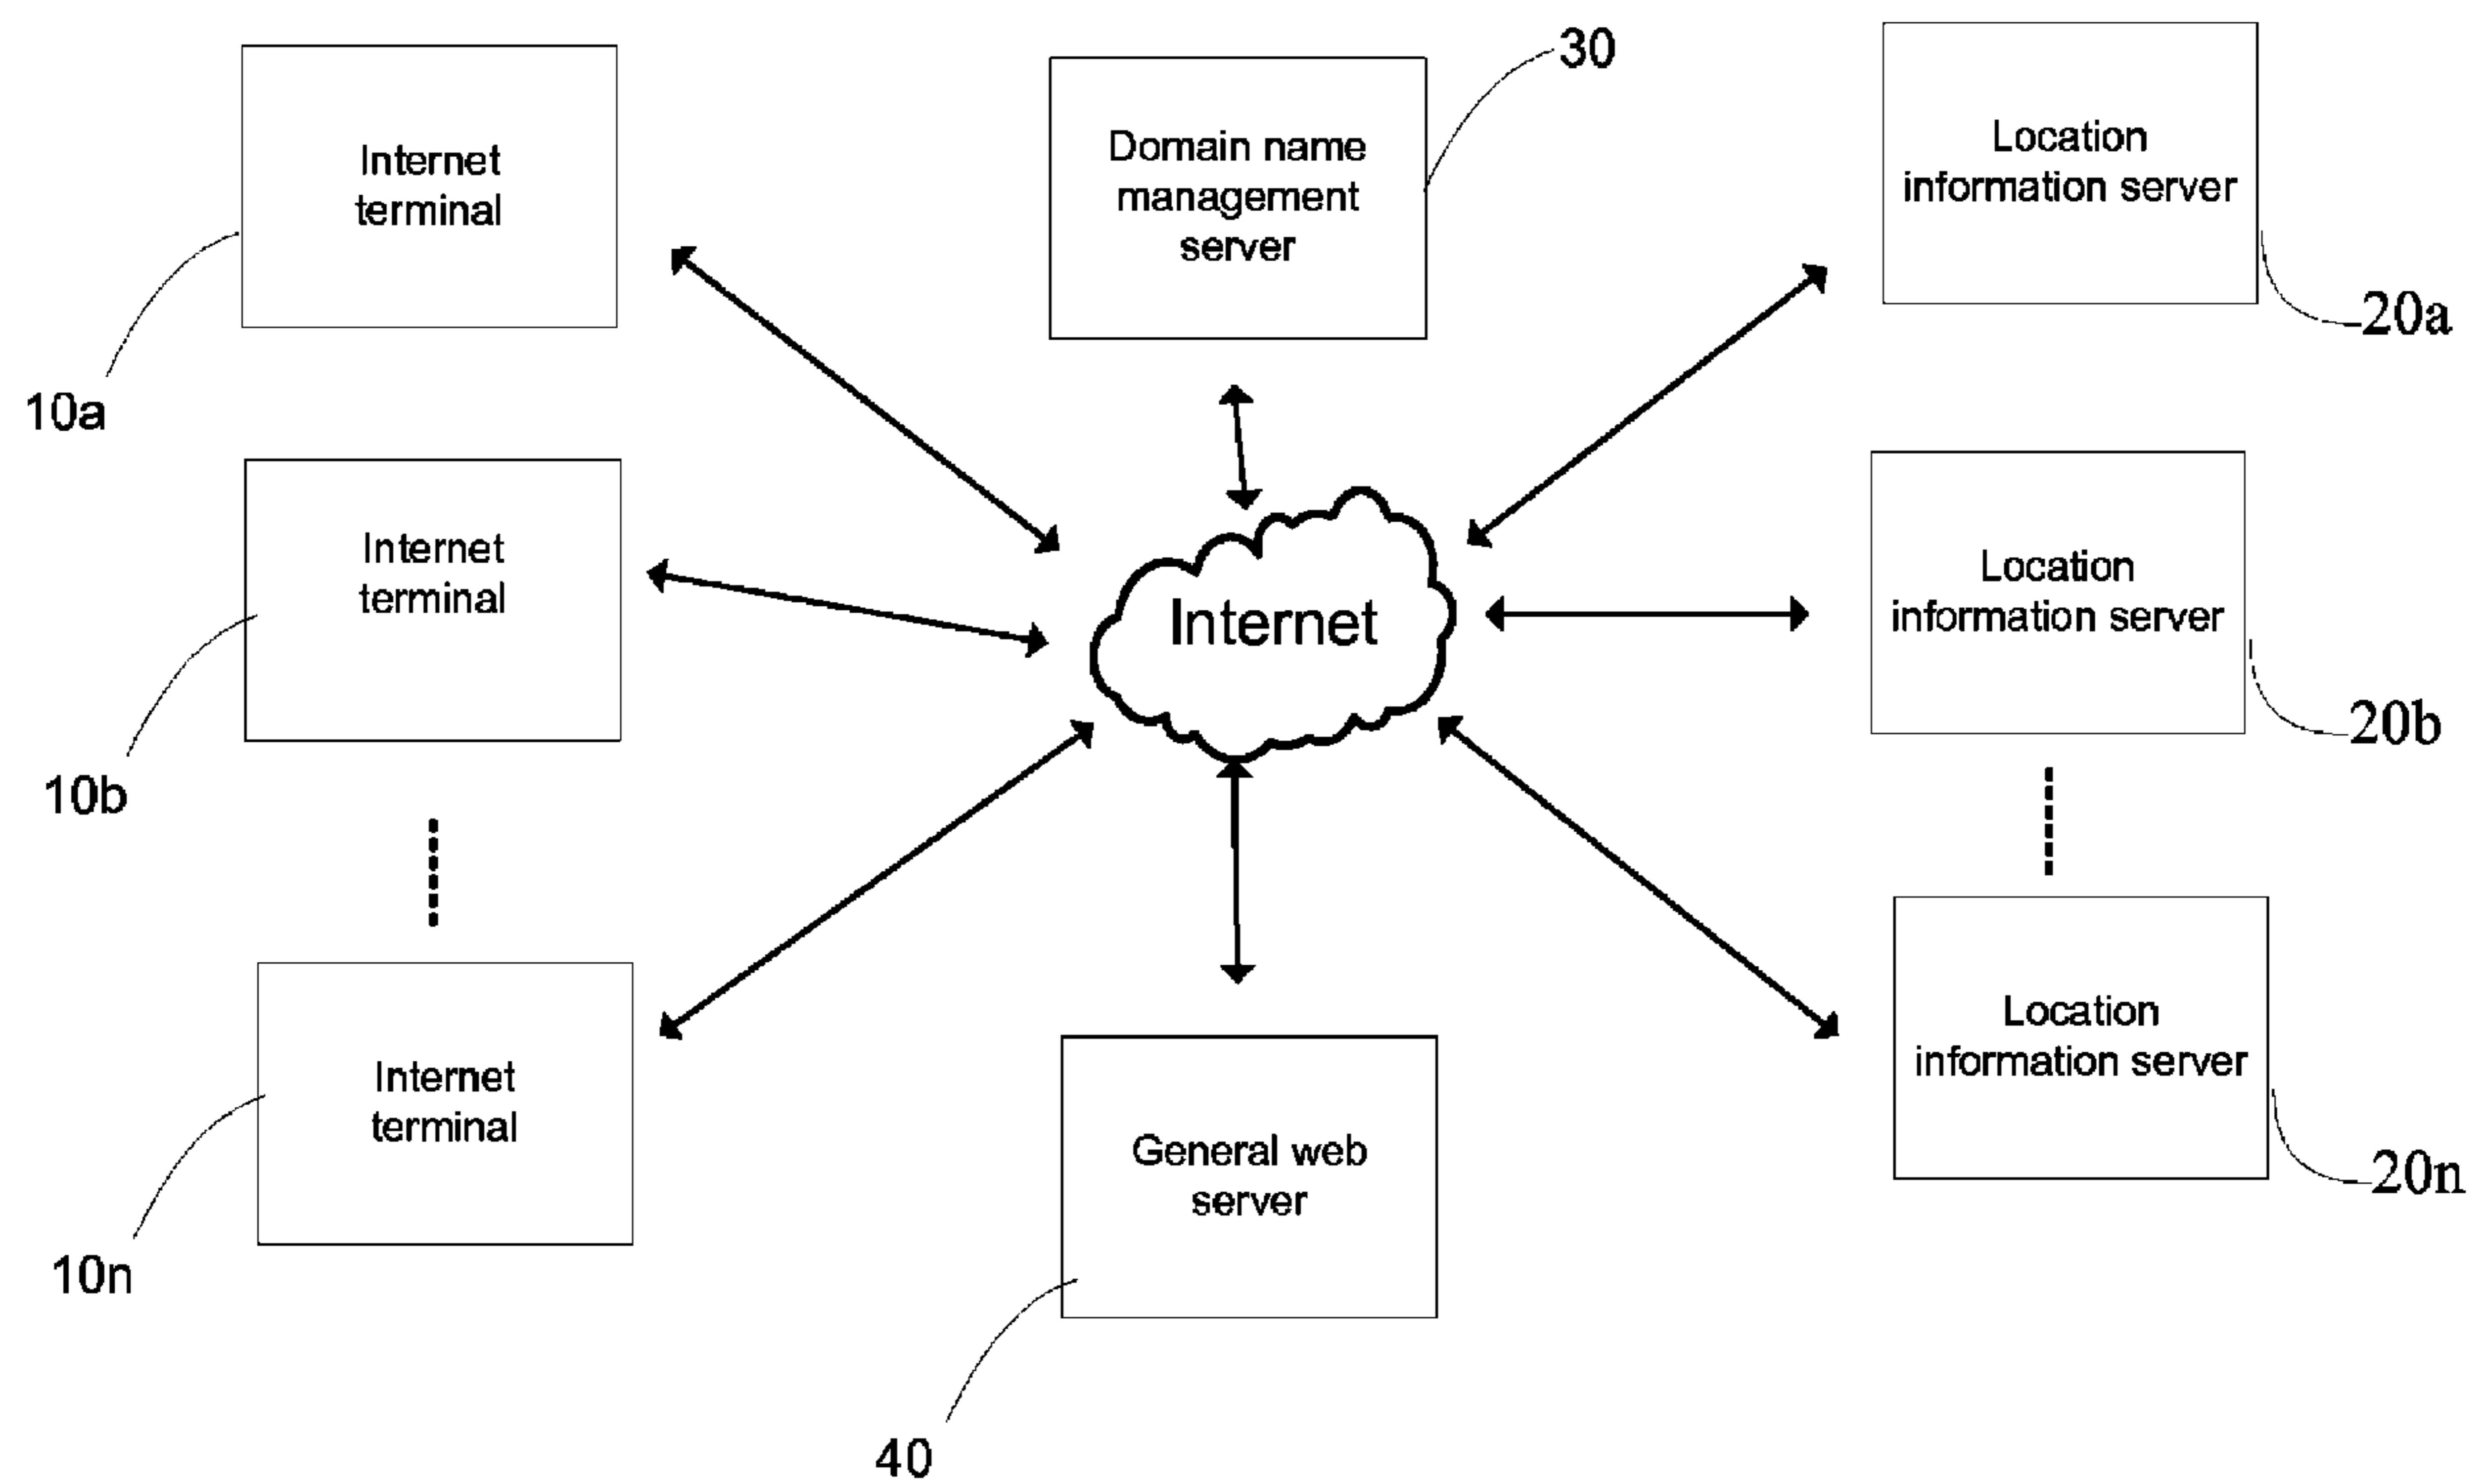 30
Internet
terminal
Domain name
management
server
Location
information server
20a
10a
Internet
terminal
Internet
Location
information server
20b
10b
Internet
terminal
General web
server
Location
information server
20n
10n
40